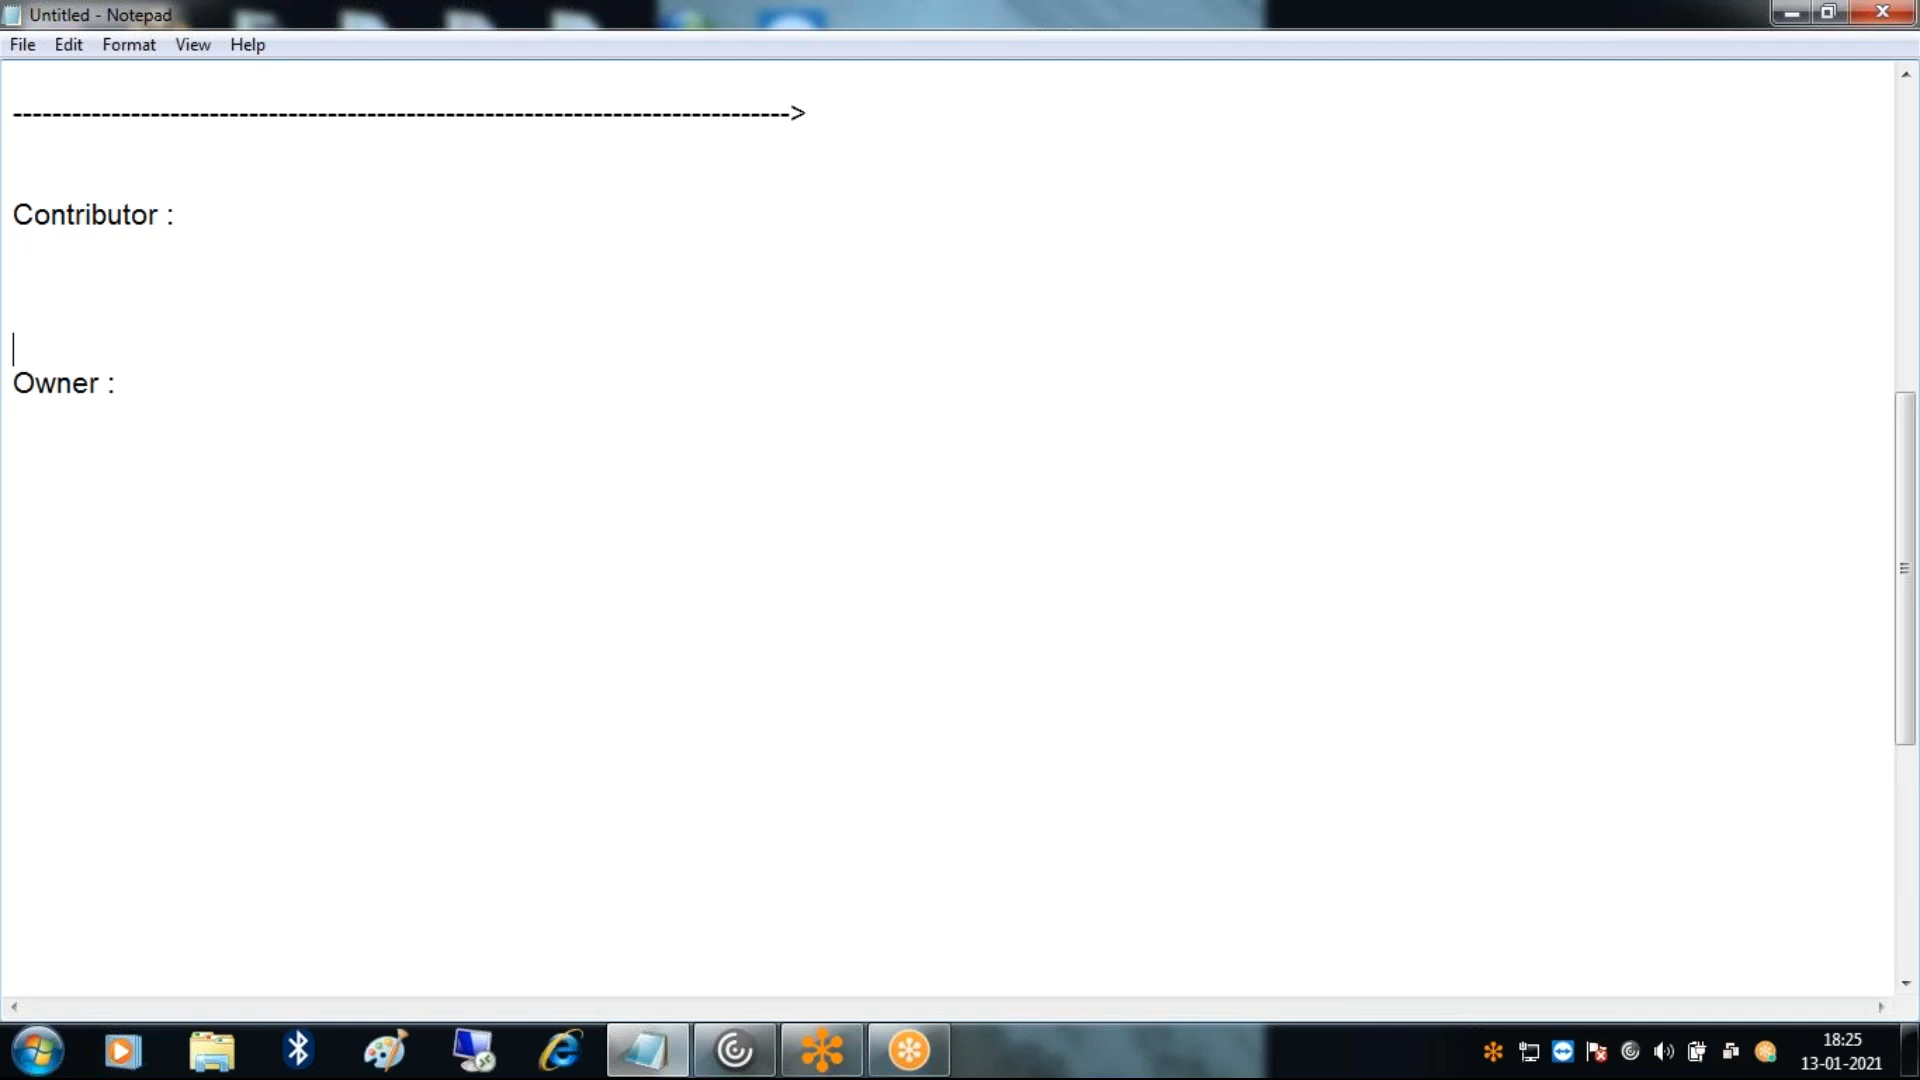 Untitled - Notepad
File Edit Format View Help
------------------------------------------------------------------------------->
Contributor :
Owner :
18:25
13-01-2021